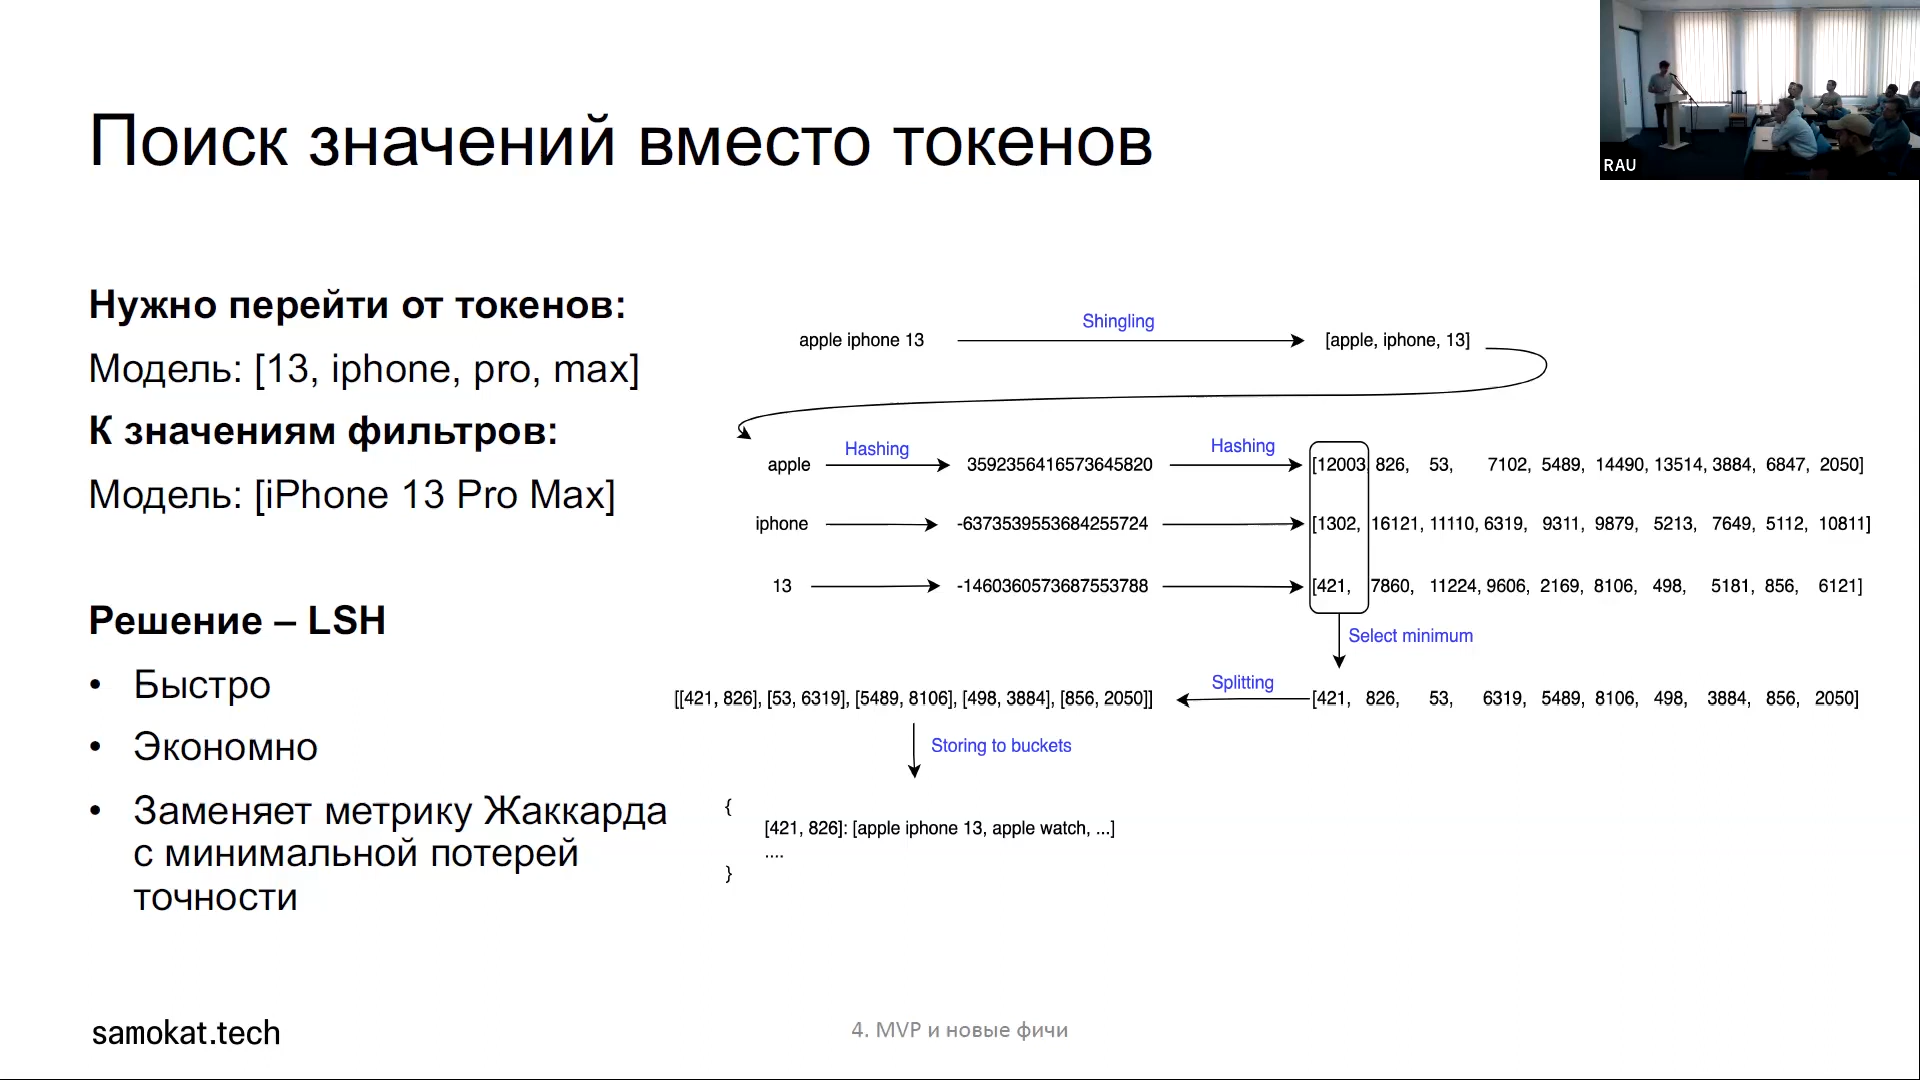 Поиск значений вместо токенов
RAU
Нужно перейти от токенов:
Модель: [13, iphone, pro, max]
К значениям фильтров:
Модель: [iPhone 13 Pro Max]
Решение – LSH
• Быстро
• Экономно
• Заменяет метрику Жаккарда
с минимальной потерей
точности
apple iphone 13
Shingling
[apple, iphone, 13]
apple
Hashing
3592356416573645820
Hashing
[12003, 826, 53, 7102, 5489, 14490, 13514, 3884, 6847, 2050]
iphone
-6373539553684255724
[1302, 16121, 11110, 6319, 9311, 9879, 5213, 7649, 5112, 10811]
13
-1460360573687553788
[421, 7860, 11224, 9606, 2169, 8106, 498, 5181, 856, 6121]
Select minimum
[[421, 826], [53, 6319], [5489, 8106], [498, 3884], [856, 2050]]
Splitting
[421, 826, 53, 6319, 5489, 8106, 498, 3884, 856, 2050]
Storing to buckets
{
[421, 826]: [apple iphone 13, apple watch, ...]
....
}
samokat.tech
4. MVP и новые фичи